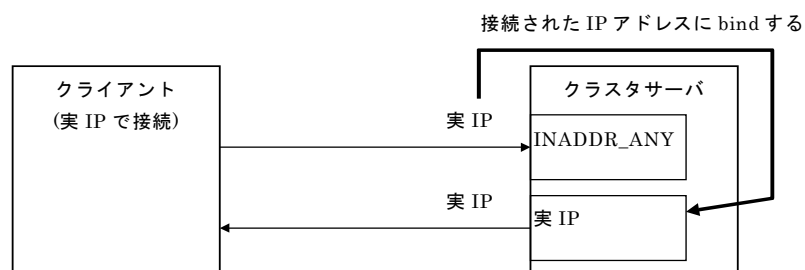 接続された IP アドレスに bind する
クライアント
(実 IP で接続)
クラスタサーバ
実 IP
INADDR_ANY
実 IP
実 IP